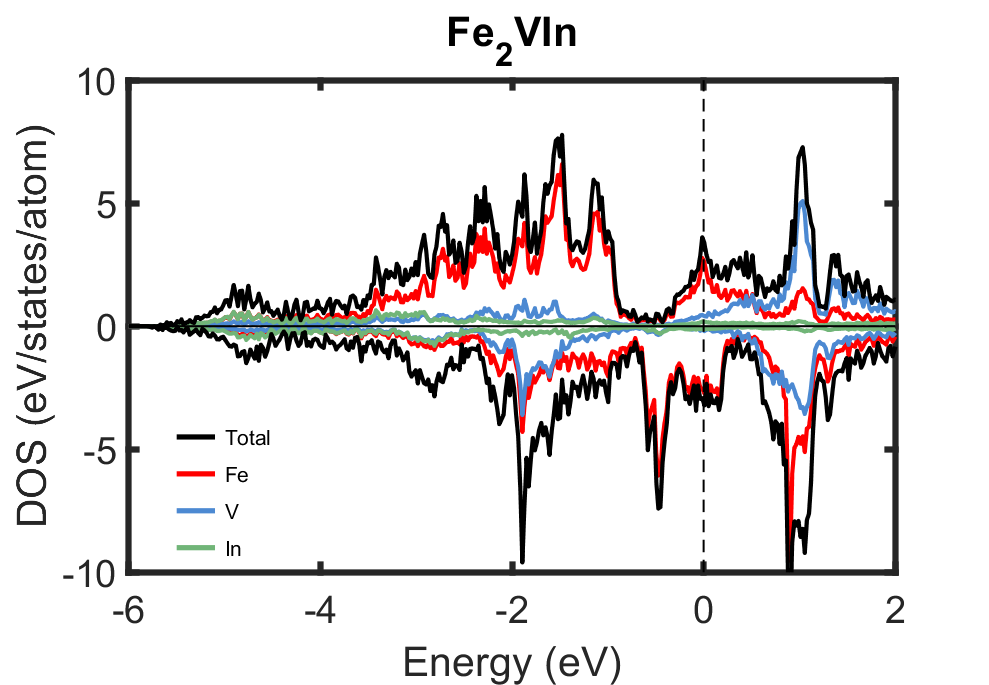 Fe₂VIn
DOS (eV/states/atom)
10
5
0
-5
-10
Total
Fe
V
In
-6 -4 -2 0 2
Energy (eV)